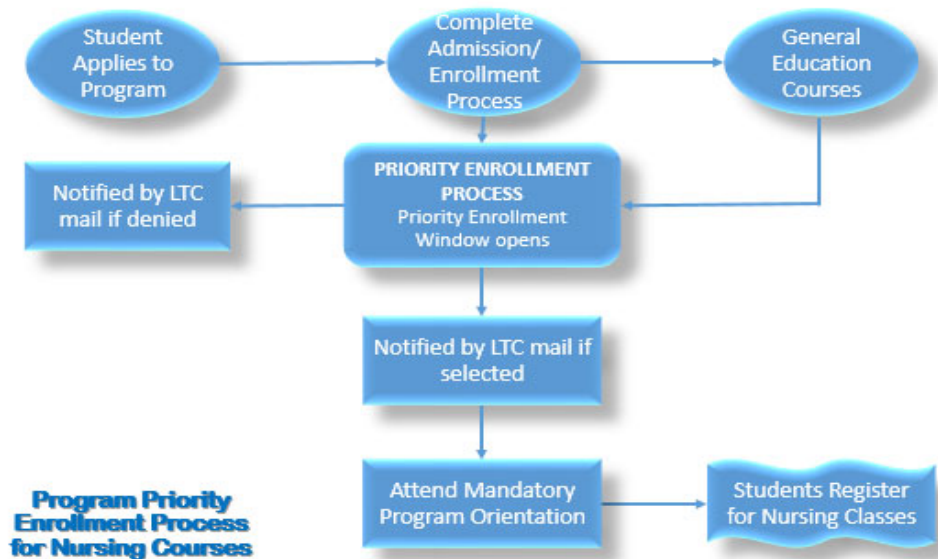 Student
Applies to
Program
Complete
Admission/
Enrollment
Process
General
Education
Courses
PRIORITY ENROLLMENT
PROCESS
Priority Enrollment
Window opens
Notified by LTC
mail if denied
Notified by LTC mail if
selected
Attend Mandatory
Program Orientation
Students Register
for Nursing Classes
Program Priority
Enrollment Process
for Nursing Courses